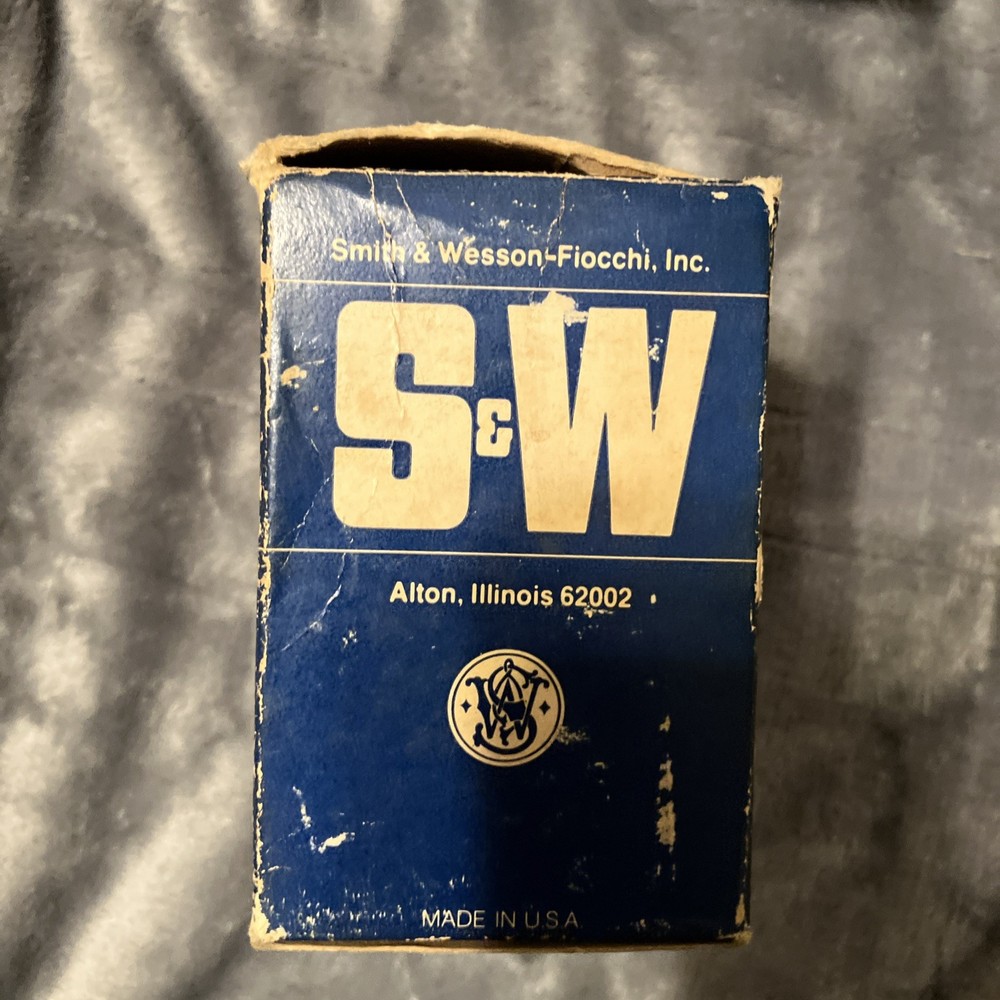 Smith & Wesson-Fiocchi, Inc.
S&W
Alton, Illinois 62002
MADE IN U.S.A